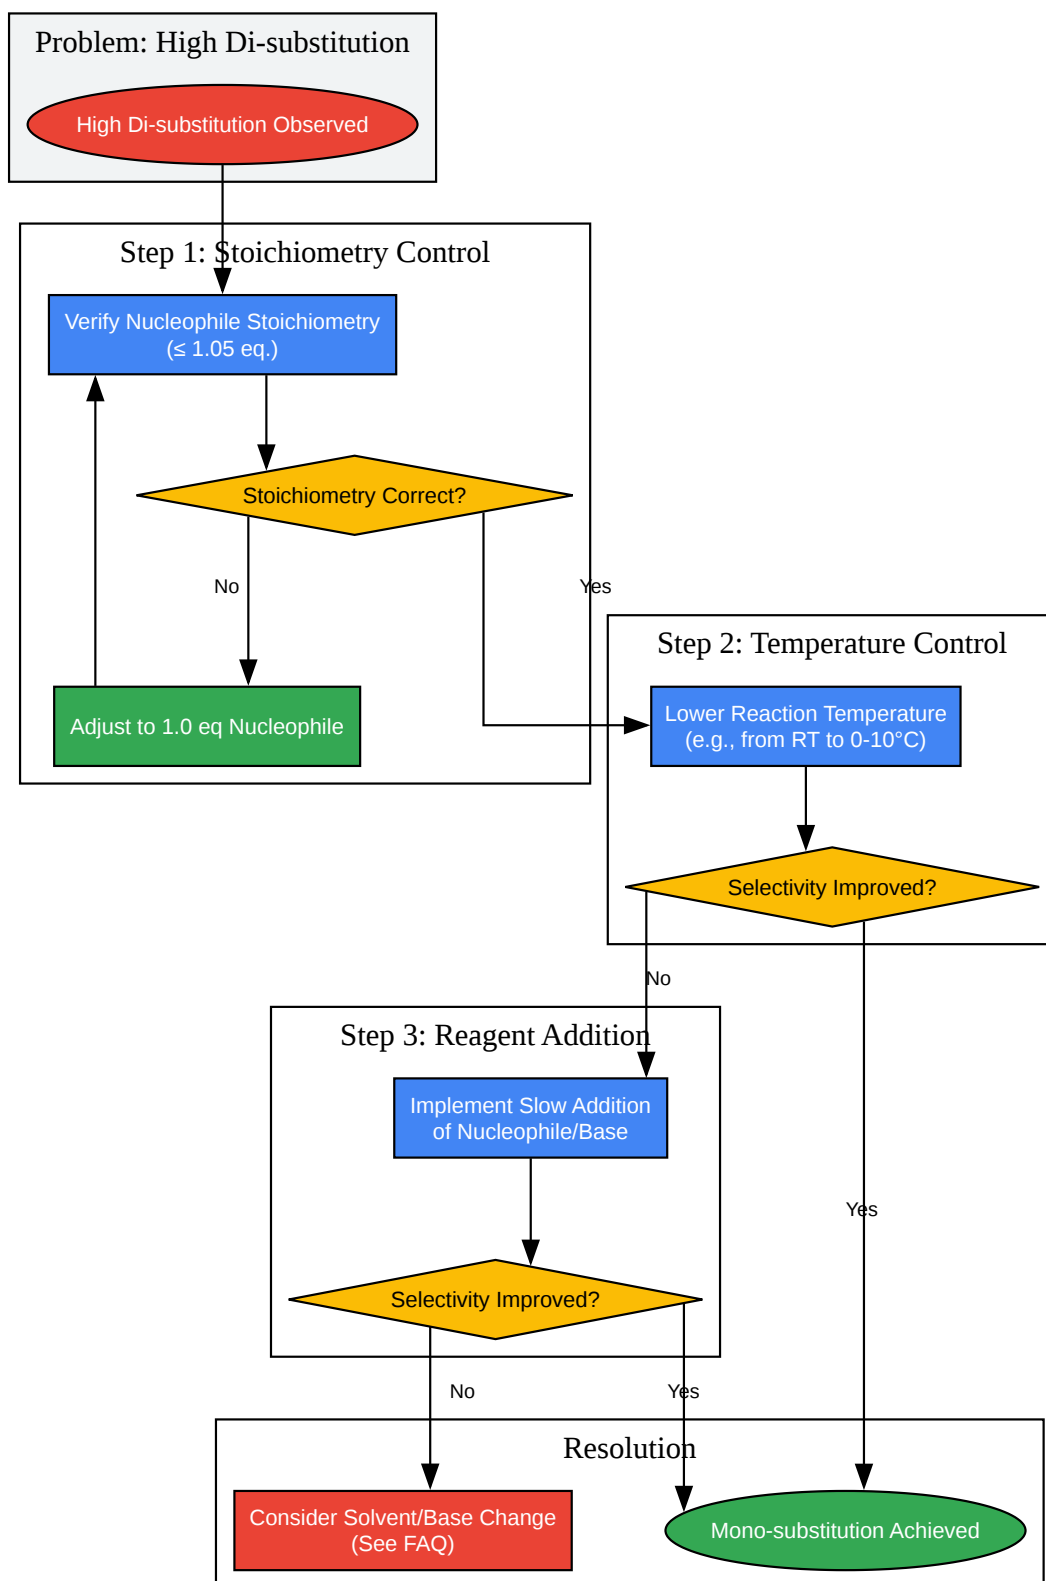 Problem: High Di-substitution
High Di-substitution Observed
Step 1: Stoichiometry Control
Verify Nucleophile Stoichiometry
(≤ 1.05 eq.)
Stoichiometry Correct?
No
Yes
Adjust to 1.0 eq Nucleophile
Step 2: Temperature Control
Lower Reaction Temperature
(e.g., from RT to 0-10°C)
Selectivity Improved?
No
Step 3: Reagent Addition
Implement Slow Addition
of Nucleophile/Base
Yes
Selectivity Improved?
No
Yes
Resolution
Consider Solvent/Base Change
(See FAQ)
Mono-substitution Achieved